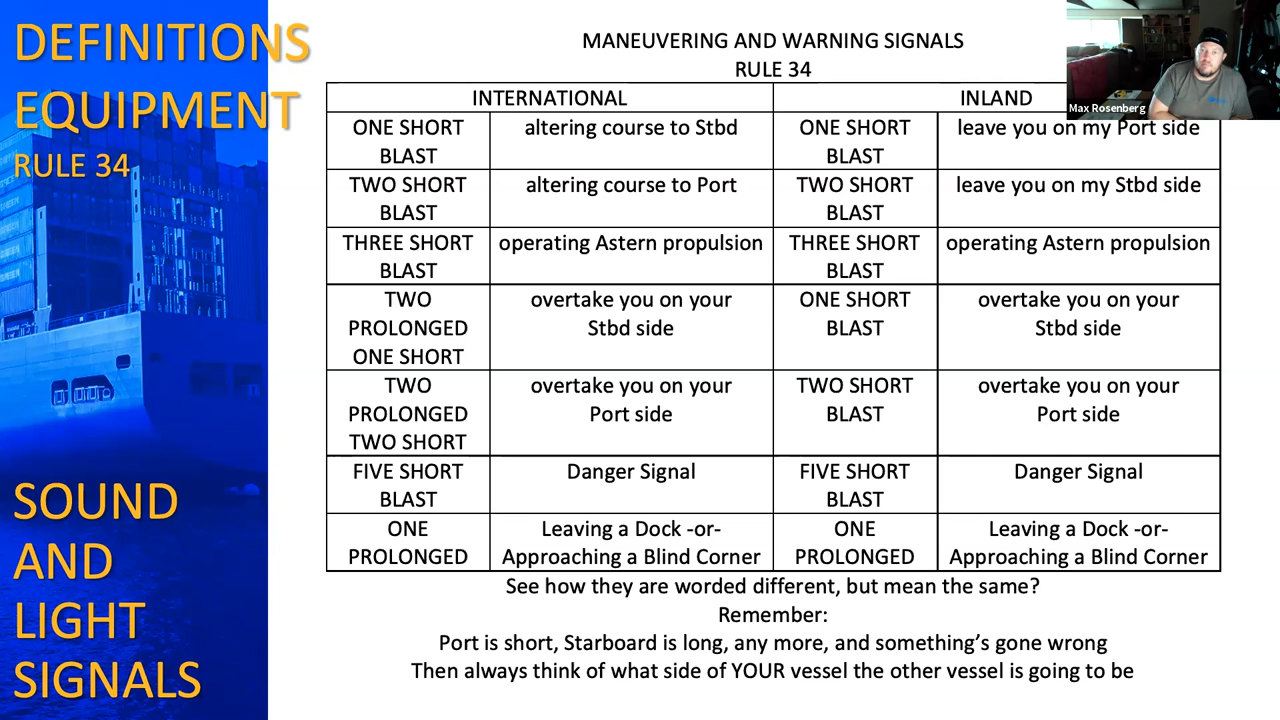 DEFINITIONS
EQUIPMENT
RULE 34
SOUND
AND
LIGHT
SIGNALS
MANEUVERING AND WARNING SIGNALS
RULE 34
INTERNATIONAL
INLAND
ONE SHORT
BLAST
altering course to Stbd
ONE SHORT
BLAST
leave you on my Port side
TWO SHORT
BLAST
altering course to Port
TWO SHORT
BLAST
leave you on my Stbd side
THREE SHORT
BLAST
operating Astern propulsion
THREE SHORT
BLAST
operating Astern propulsion
TWO
PROLONGED
ONE SHORT
overtake you on your
Stbd side
ONE SHORT
BLAST
overtake you on your
Stbd side
TWO
PROLONGED
TWO SHORT
overtake you on your
Port side
TWO SHORT
BLAST
overtake you on your
Port side
FIVE SHORT
BLAST
Danger Signal
FIVE SHORT
BLAST
Danger Signal
ONE
PROLONGED
Leaving a Dock -or-
Approaching a Blind Corner
ONE
PROLONGED
Leaving a Dock -or-
Approaching a Blind Corner
See how they are worded different, but mean the same?
Remember:
Port is short, Starboard is long, any more, and something's gone wrong
Then always think of what side of YOUR vessel the other vessel is going to be
Max Rosenberg